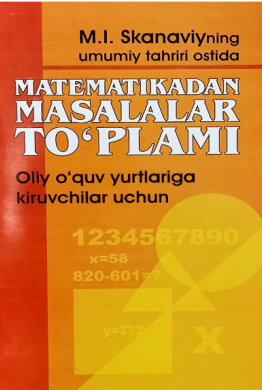 M.I. Skanaviyning
umumiy tahriri ostida
MATEMATIKADAN
MASALALAR
TO‘PLAMI
Oliy o‘quv yurtlariga
kiruvchilar uchun
1234567890
x=58
820-601=?
y=232
x